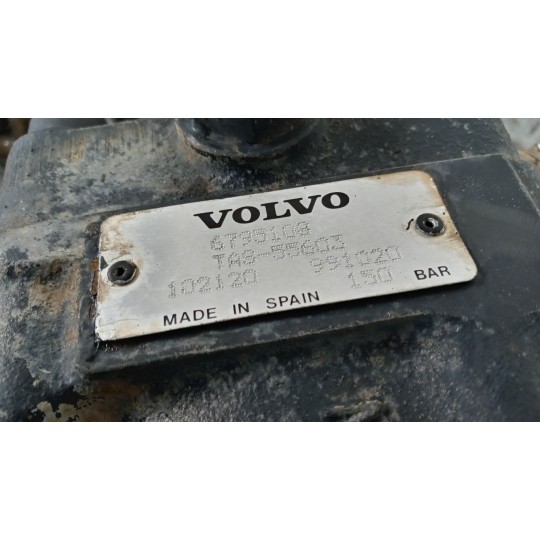 VOLVO
6795108
TAS-55603
102120 991020
150 BAR
MADE IN SPAIN